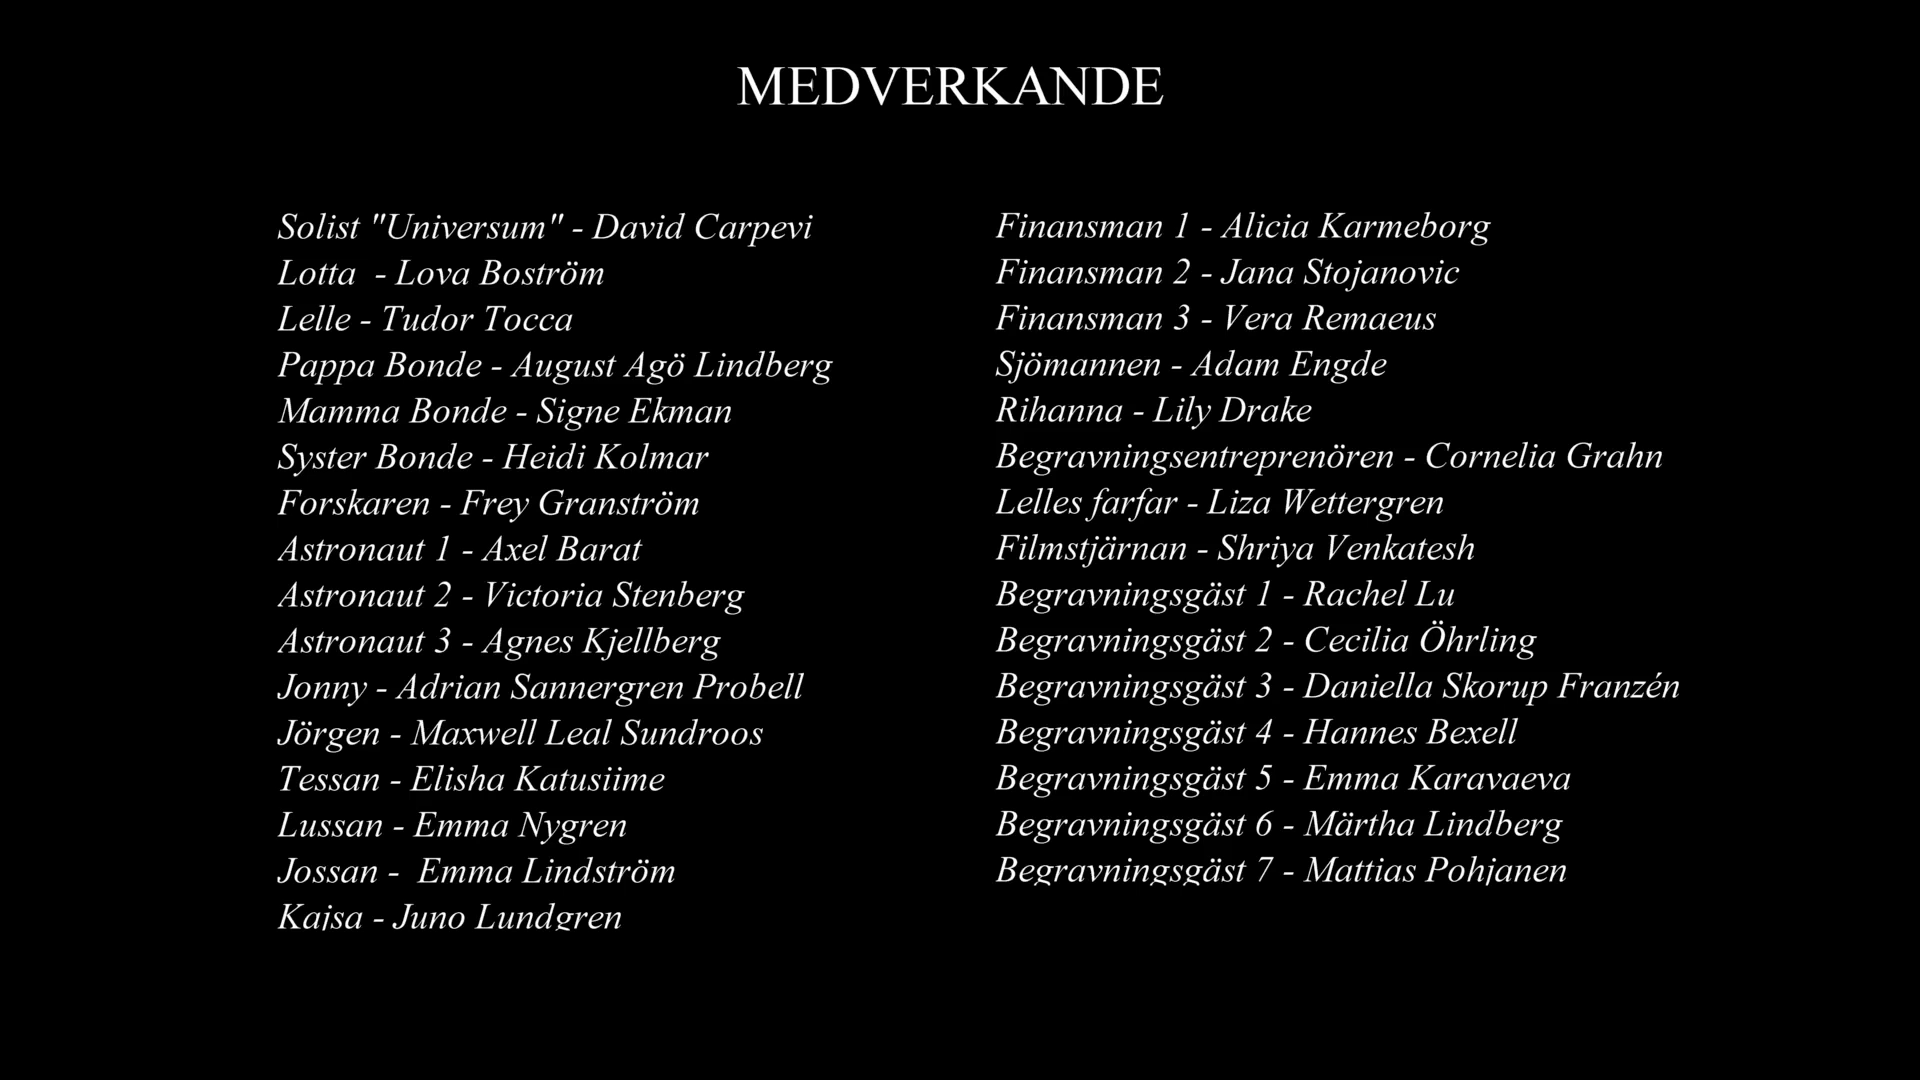 MEDVERKANDE
Solist "Universum" - David Carpevi
Lotta  - Lova Boström
Lelle - Tudor Tocca
Pappa Bonde - August Agö Lindberg
Mamma Bonde - Signe Ekman
Syster Bonde - Heidi Kolmar
Forskaren - Frey Granström
Astronaut 1 - Axel Barat
Astronaut 2 - Victoria Stenberg
Astronaut 3 - Agnes Kjellberg
Jonny - Adrian Sannergren Probell
Jörgen - Maxwell Leal Sundroos
Tessan - Elisha Katusiime
Lussan - Emma Nygren
Jossan -  Emma Lindström
Kajsa - Juno Lundgren
Finansman 1 - Alicia Karmeborg
Finansman 2 - Jana Stojanovic
Finansman 3 - Vera Remaeus
Sjömannen - Adam Engde
Rihanna - Lily Drake
Begravningsentreprenören - Cornelia Grahn
Lelles farfar - Liza Wettergren
Filmstjärnan - Shriya Venkatesh
Begravningsgäst 1 - Rachel Lu
Begravningsgäst 2 - Cecilia Öhrling
Begravningsgäst 3 - Daniella Skorup Franzén
Begravningsgäst 4 - Hannes Bexell
Begravningsgäst 5 - Emma Karavaeva
Begravningsgäst 6 - Märtha Lindberg
Begravningsgäst 7 - Mattias Pohjanen